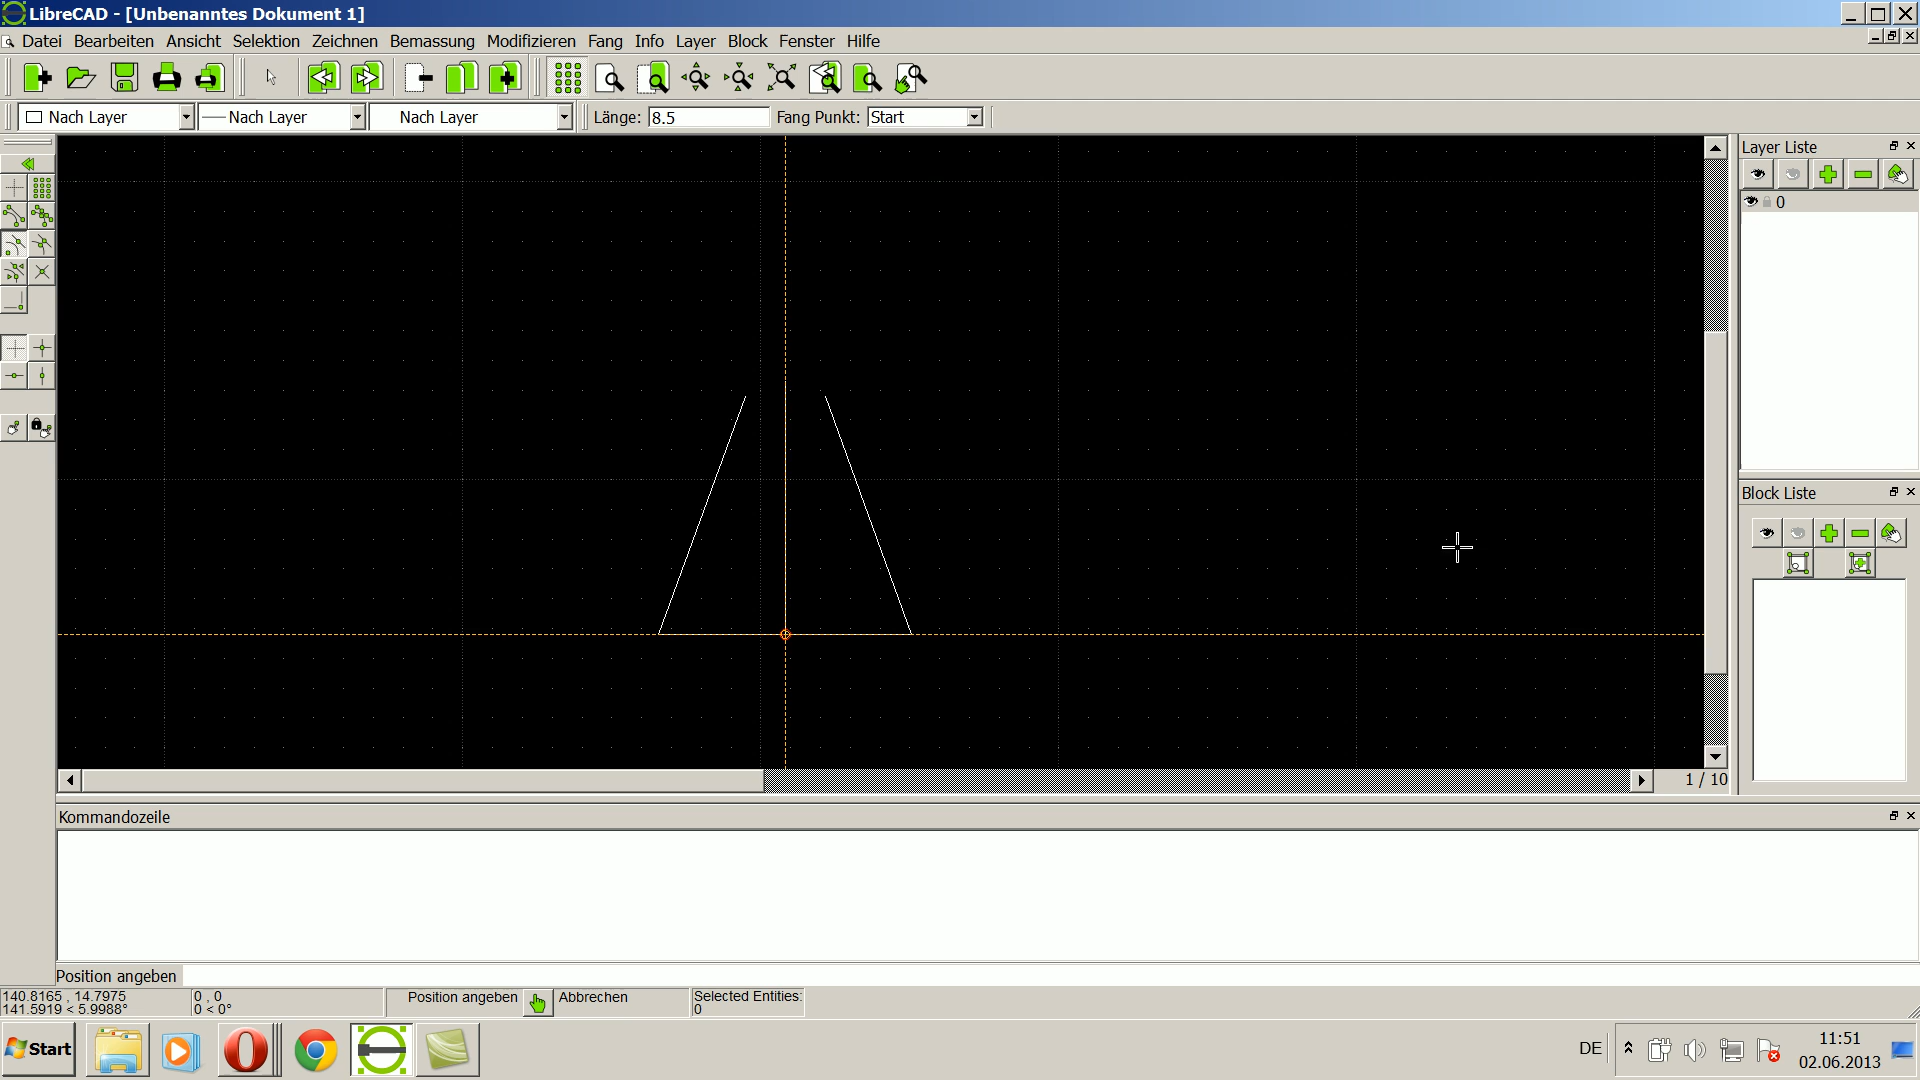 LibreCAD - [Unbenanntes Dokument 1]
Datei Bearbeiten Ansicht Selektion Zeichnen Bemassung Modifizieren Fang Info Layer Block Fenster Hilfe
Nach Layer Nach Layer Nach Layer Länge: 8.5 Fang Punkt: Start
Layer Liste
0
Block Liste
1 / 10
Kommandozeile
Position angeben
140.8165 , 14.7975 0 , 0 Position angeben Abbrechen Selected Entities:
141.5919 < 5.9988° 0 < 0° 0
Start DE 11:51
02.06.2013